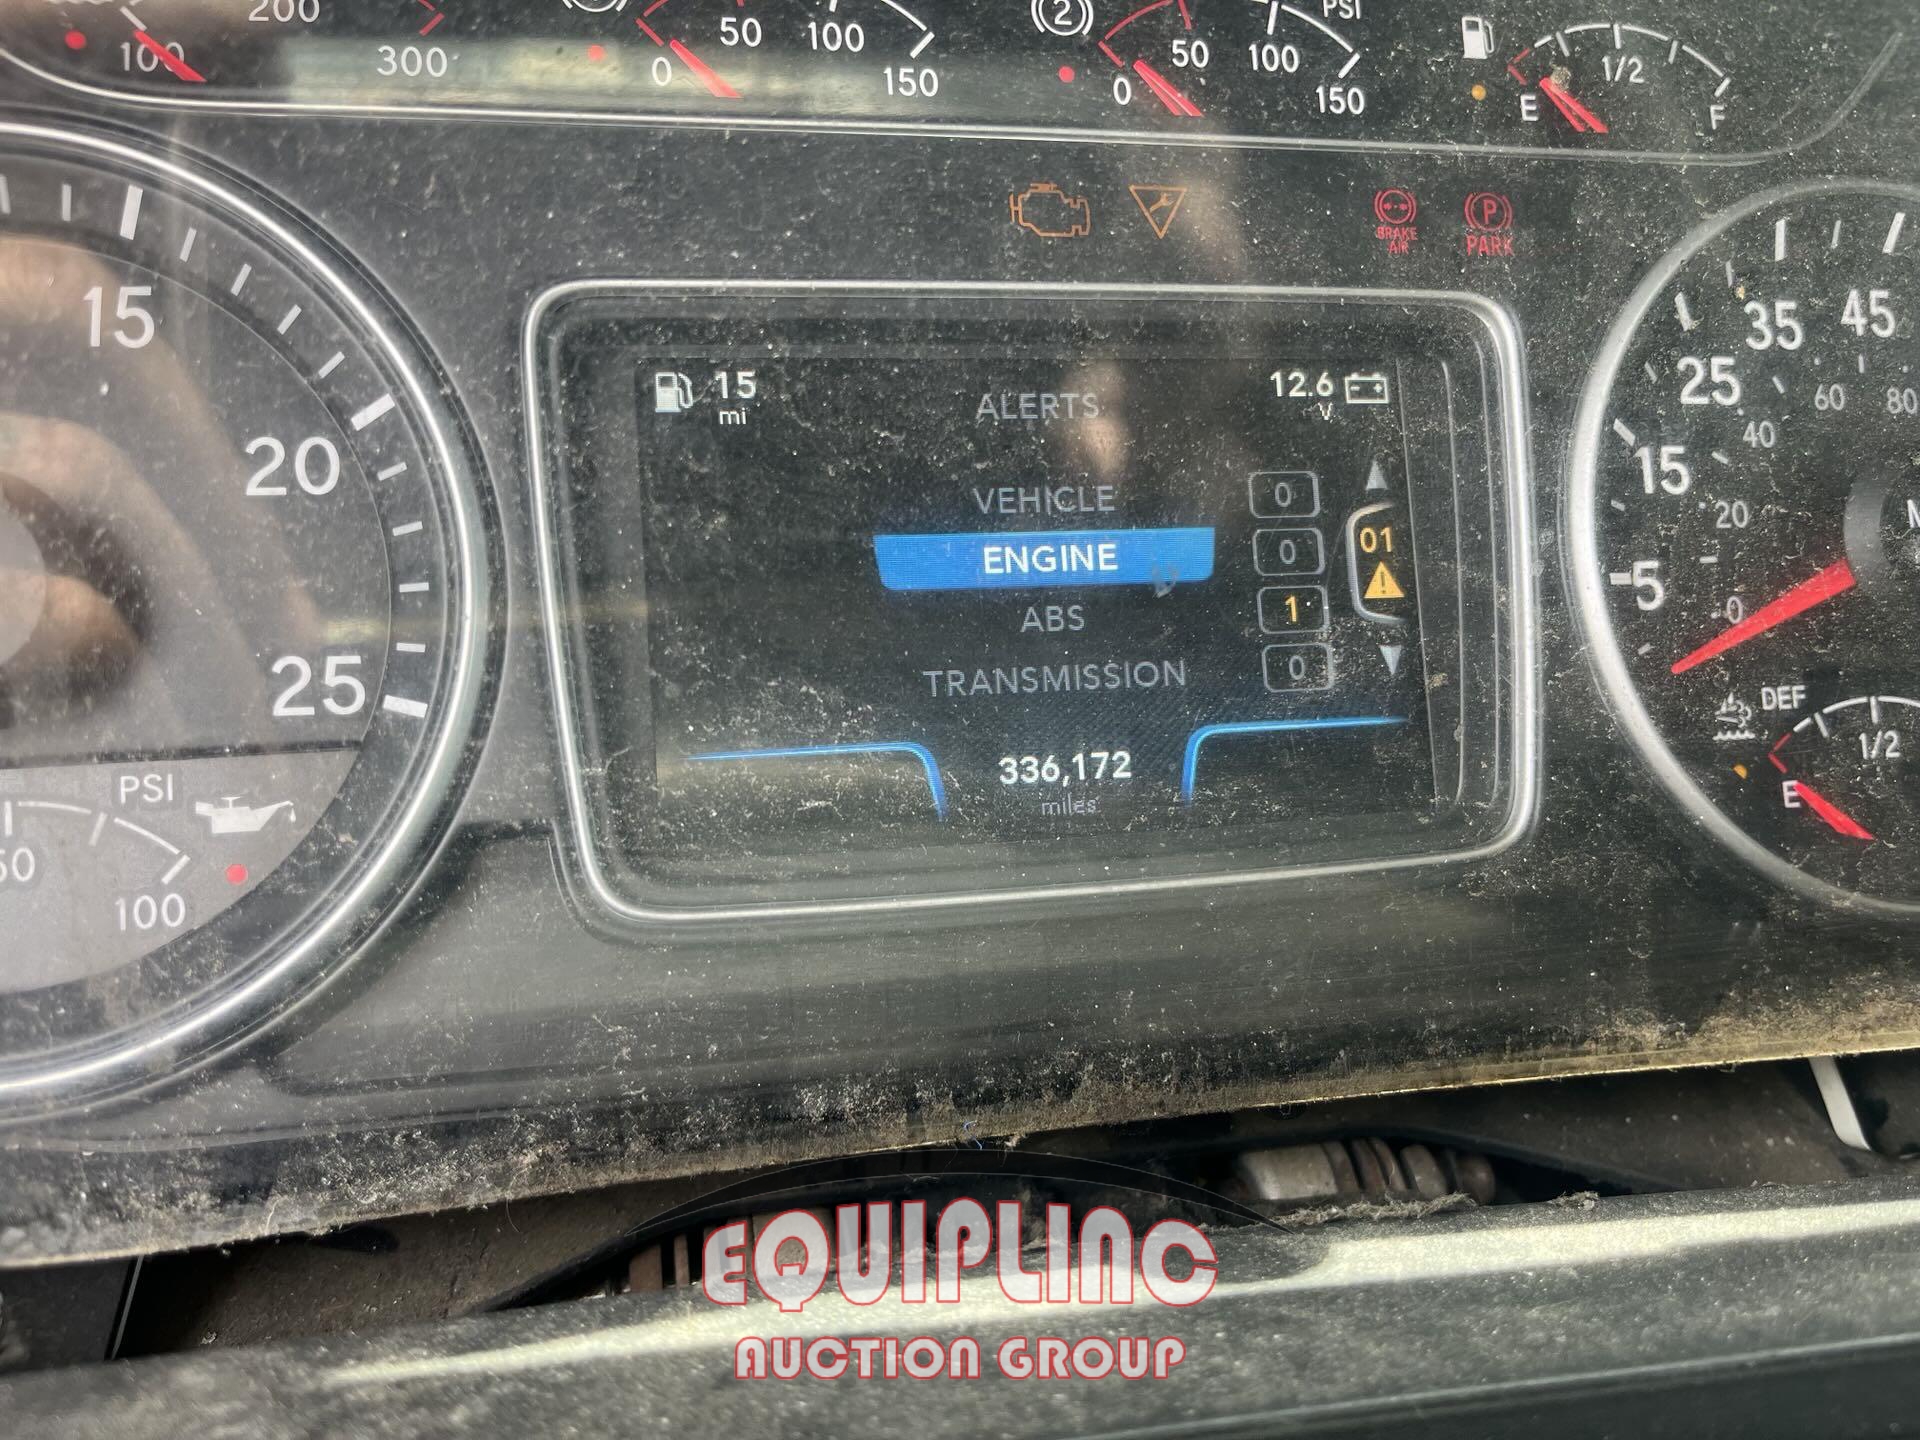 200
100
300
0
50
100
150
2
0
50
100
PSI
150
E
1/2
F
BRAKE
AIR
P
PARK
15
20
25
PSI
50
100
15
mi
ALERTS
12.6
V
VEHICLE
0
ENGINE
0
ABS
1
TRANSMISSION
0
01
336,172
miles
5
15
25
35
45
0
20
40
60
80
DEF
E
1/2
EQUIPLINC
AUCTION GROUP